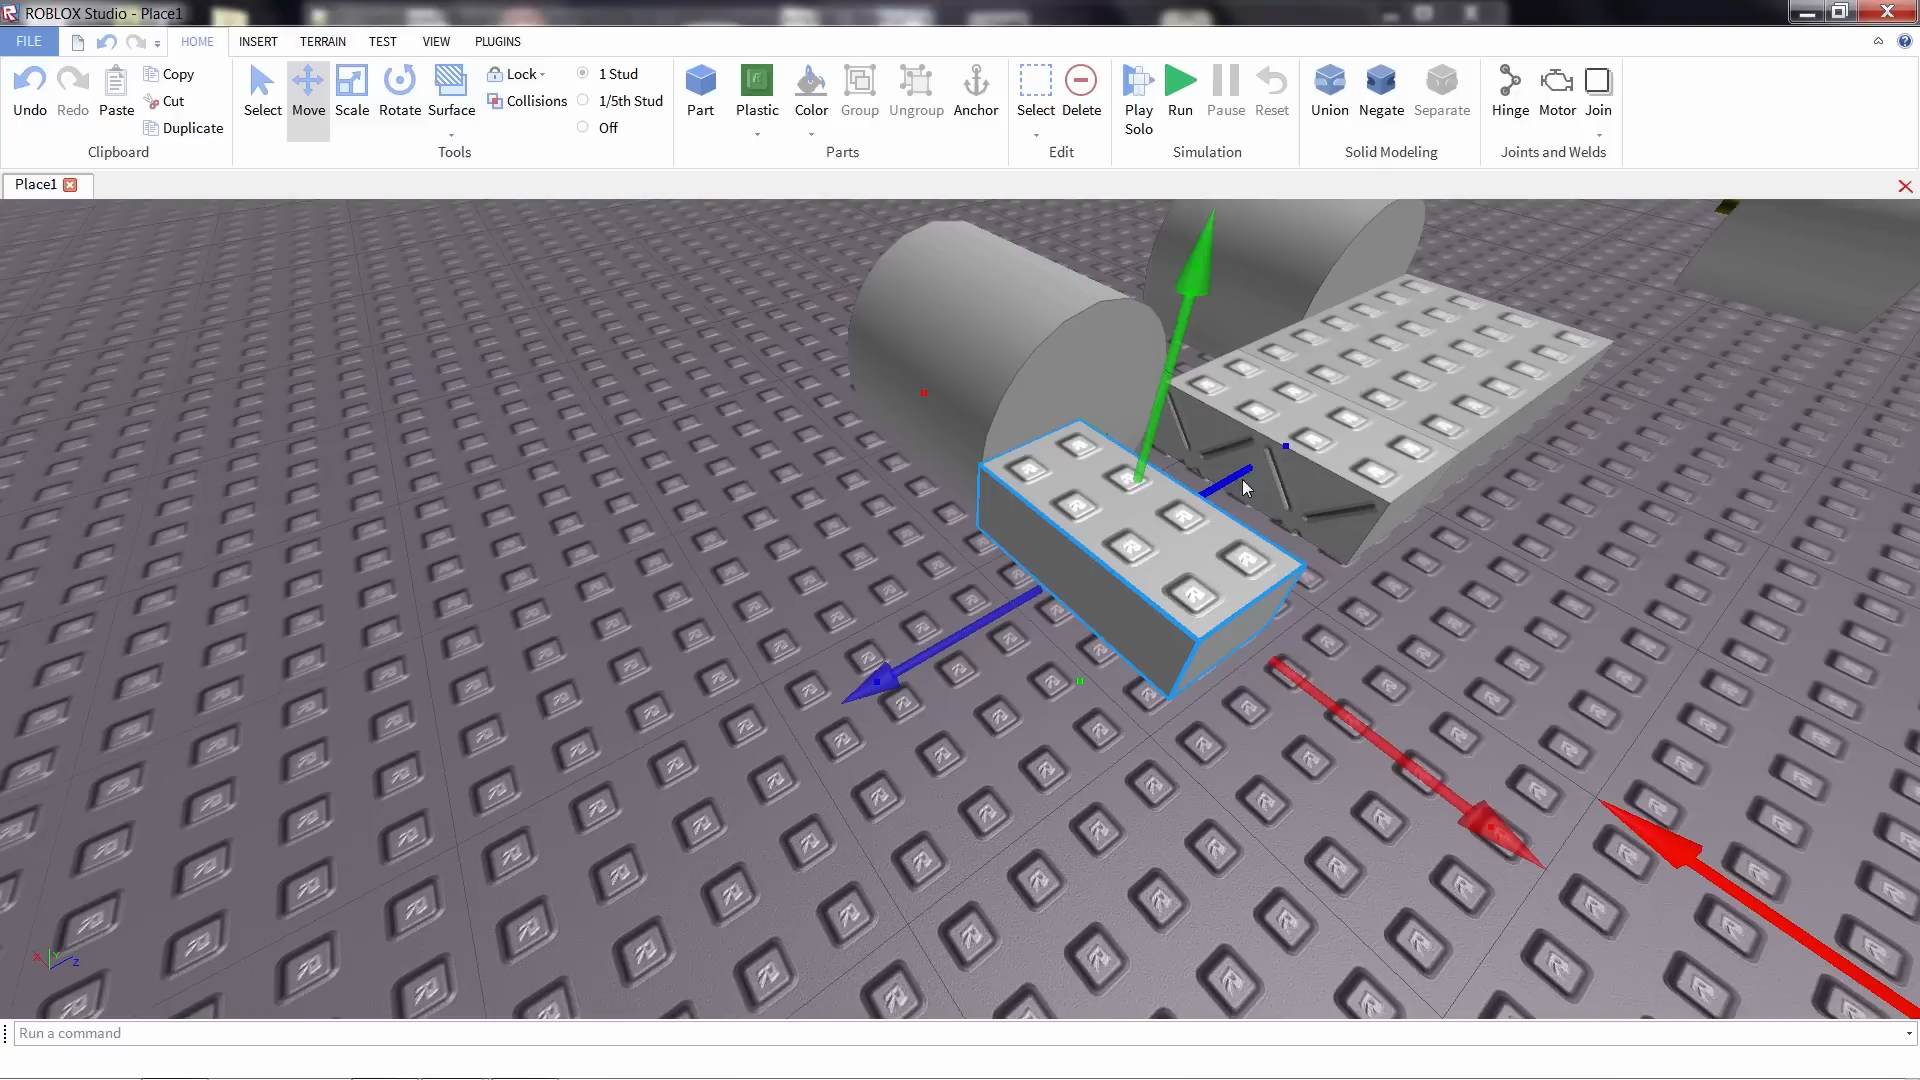 ROBLOX Studio - Place1
FILE HOME INSERT TERRAIN TEST VIEW PLUGINS
Undo Redo Paste Copy Cut Duplicate
Clipboard
Select Move Scale Rotate Surface Lock Collisions 1 Stud 1/5th Stud Off
Tools
Part Plastic Color Group Ungroup Anchor
Parts
Select Delete
Edit
Play Solo Run Pause Reset
Simulation
Union Negate Separate
Solid Modeling
Hinge Motor Join
Joints and Welds
Place1
X Y Z
Run a command